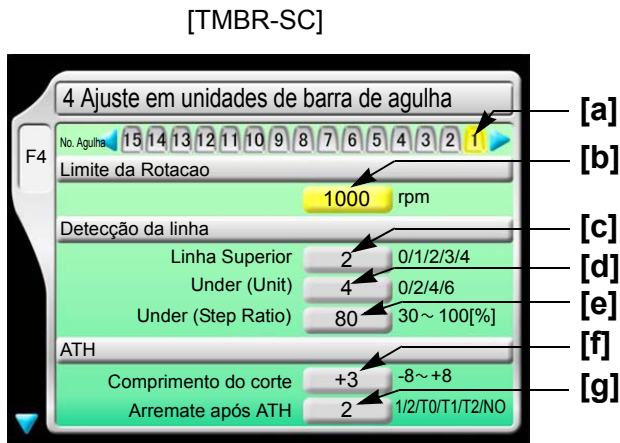 [TMBR-SC]
4 Ajuste em unidades de barra de agulha
[a]
F4
No. Agulha 15 14 13 12 11 10 9 8 7 6 5 4 3 2 1
Limite da Rotacao
[b]
1000 rpm
Detecção da linha
[c]
Linha Superior 2 0/1/2/3/4
[d]
Under (Unit) 4 0/2/4/6
[e]
Under (Step Ratio) 80 30～100[%]
ATH
[f]
Comprimento do corte +3 -8～+8
[g]
Arremate após ATH 2 1/2/T0/T1/T2/NO